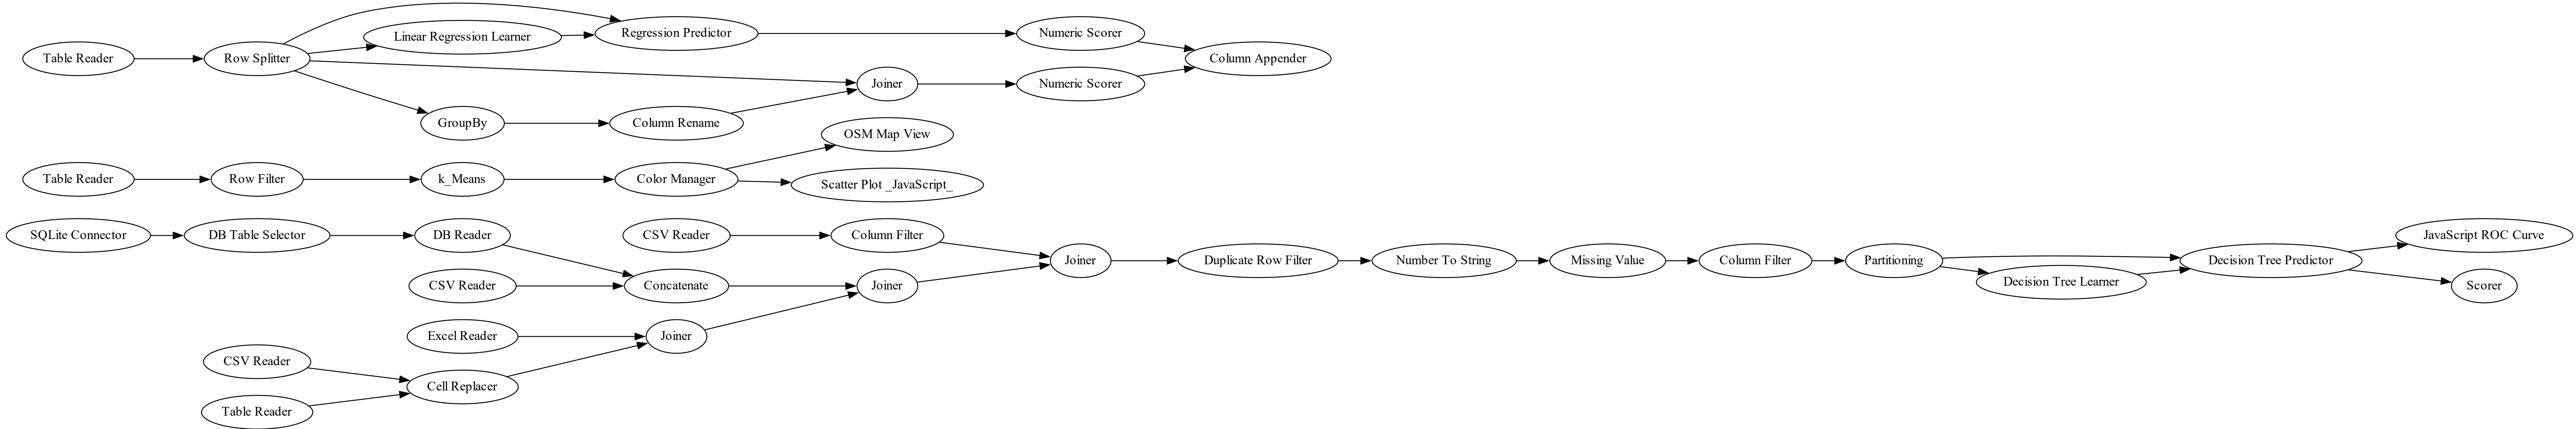 Table Reader
Row Splitter
Linear Regression Learner
Regression Predictor
Numeric Scorer
Column Appender
Joiner
Numeric Scorer
GroupBy
Column Rename
OSM Map View
Table Reader
Row Filter
k_Means
Color Manager
Scatter Plot _JavaScript_
SQLite Connector
DB Table Selector
DB Reader
CSV Reader
Column Filter
CSV Reader
Concatenate
Joiner
Joiner
Duplicate Row Filter
Number To String
Missing Value
Column Filter
Partitioning
Decision Tree Learner
Decision Tree Predictor
JavaScript ROC Curve
Scorer
Excel Reader
Joiner
CSV Reader
Cell Replacer
Table Reader